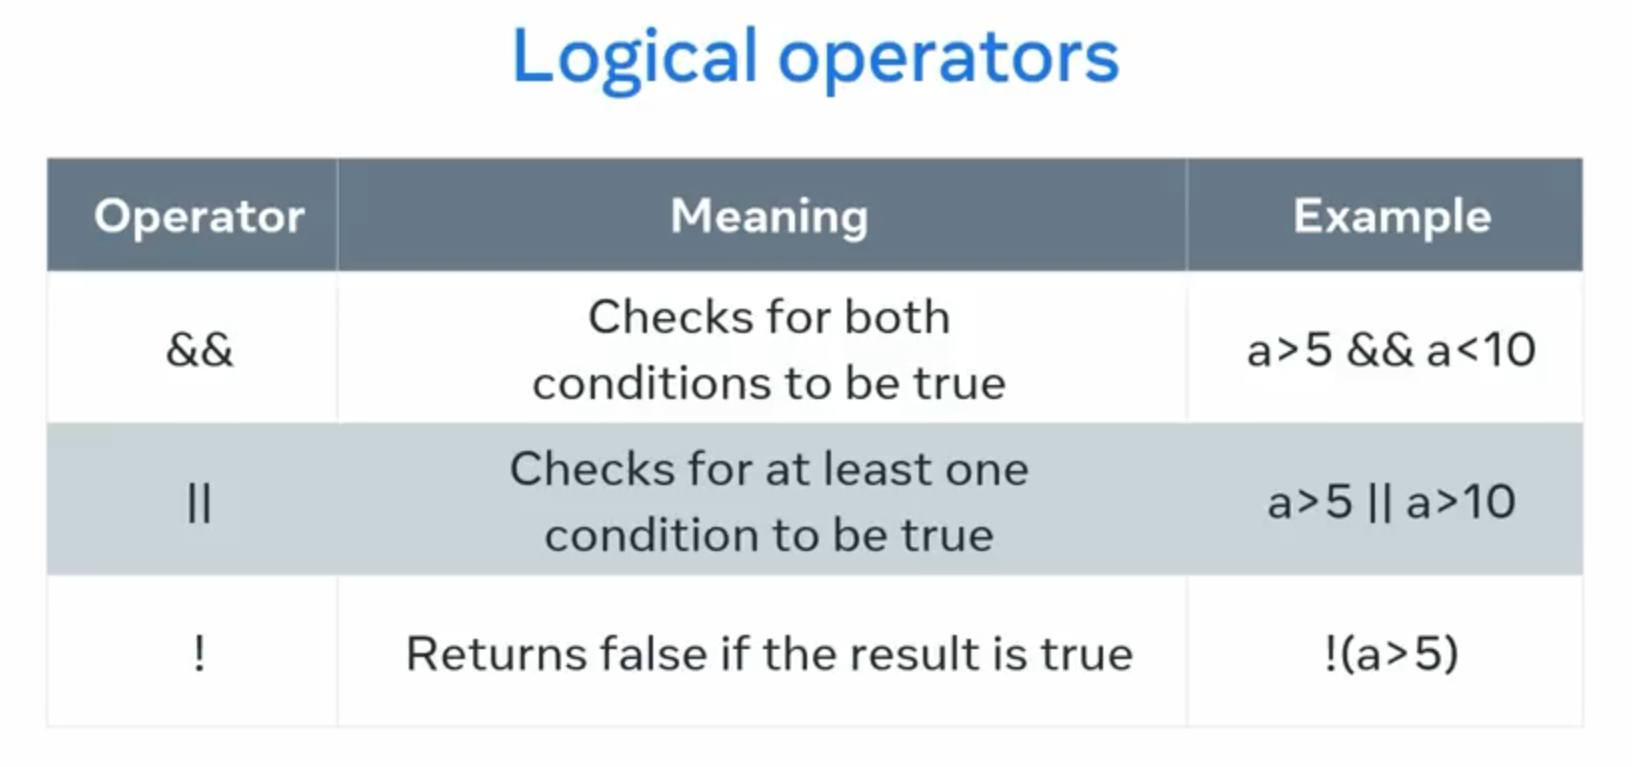 Logical operators
Operator Meaning Example
Checks for both
&& a>5 && a<10
conditions to be true
Checks for at least one
|| a>5 || a>10
condition to be true
! Returns false if the result is true !(a>5)